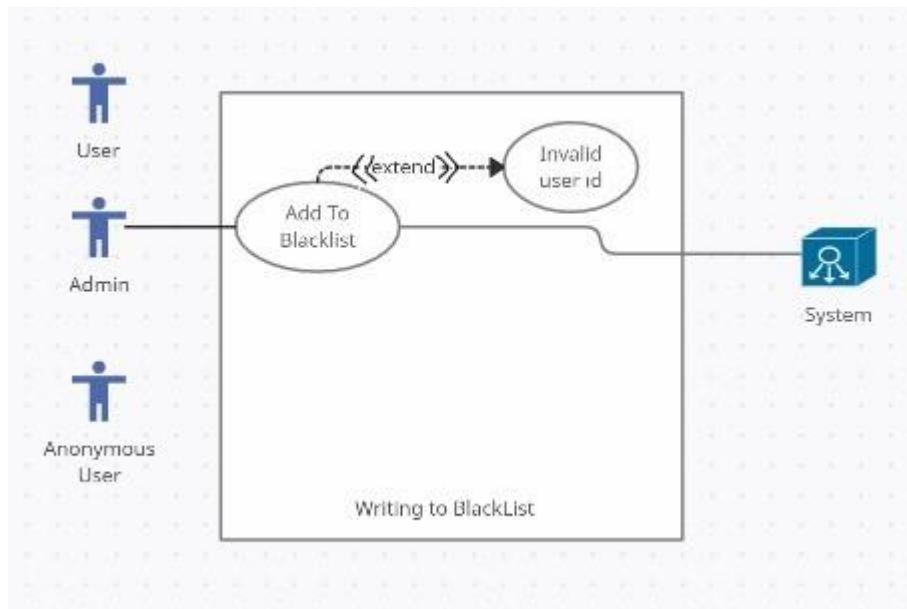 User
<<extend>>
Invalid
user id
Add To
Blacklist
Admin
System
Anonymous
User
Writing to BlackList